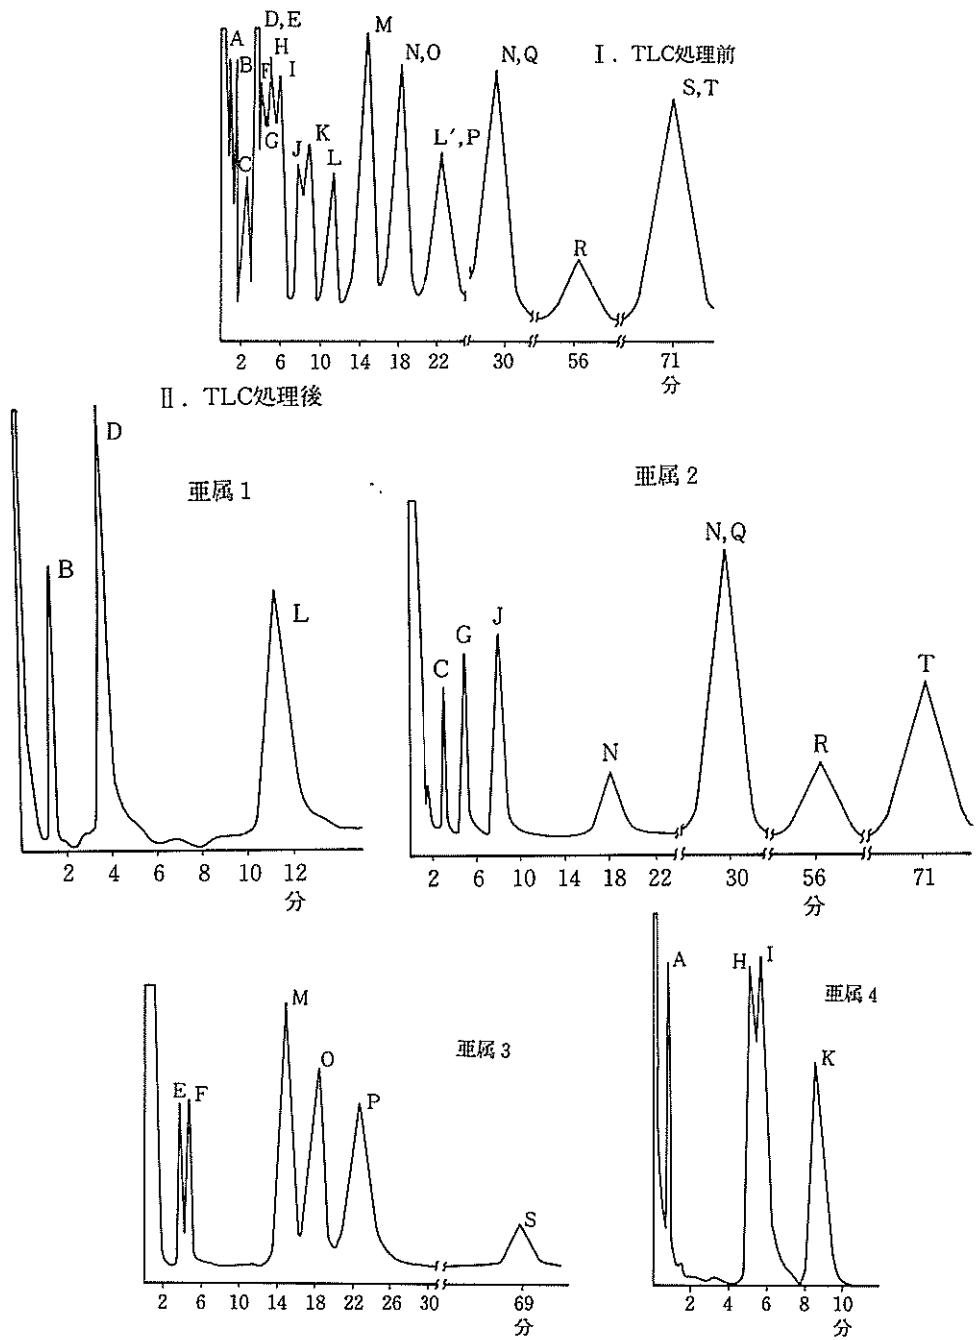 I. TLC処理前
A
B
C
D,E
F
G
H
I
J
K
L
M
N,O
L′,P
N,Q
R
S,T
2 6 10 14 18 22 30 56 71
分
II. TLC処理後
亜属1
B
D
L
2 4 6 8 10 12
分
亜属2
C
G
J
N
N,Q
R
T
2 6 10 14 18 22 30 56 71
分
亜属3
E
F
M
O
P
S
2 6 10 14 18 22 26 30 69
分
亜属4
A
H
I
K
2 4 6 8 10
分